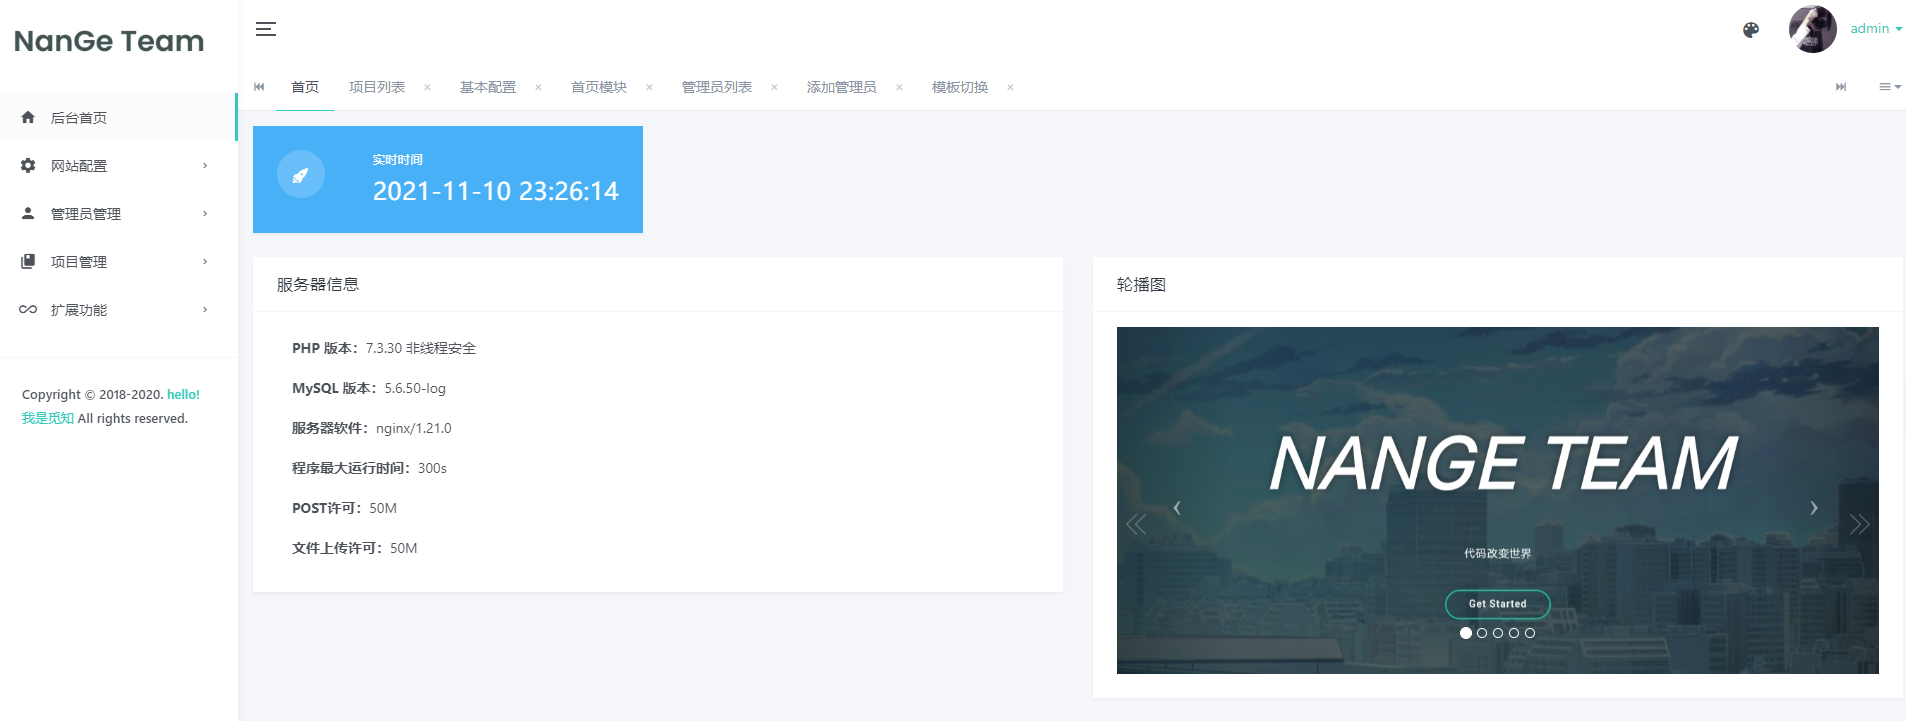 NanGe Team
admin
首页 项目列表 × 基本配置 × 首页模块 × 管理员列表 × 添加管理员 × 模板切换 ×
后台首页
网站配置
管理员管理
项目管理
扩展功能
Copyright © 2018-2020. hello!
我是觅知 All rights reserved.
实时时间
2021-11-10 23:26:14
服务器信息
PHP 版本：7.3.30 非线程安全
MySQL 版本：5.6.50-log
服务器软件：nginx/1.21.0
程序最大运行时间：300s
POST许可：50M
文件上传许可：50M
轮播图
NANGE TEAM
代码改变世界
Get Started